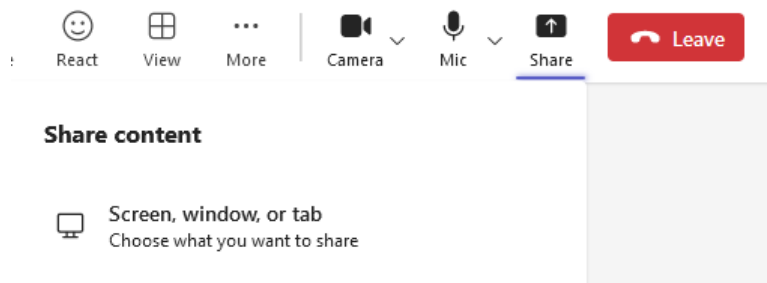 React View More Camera Mic Share Leave
Share content
Screen, window, or tab
Choose what you want to share